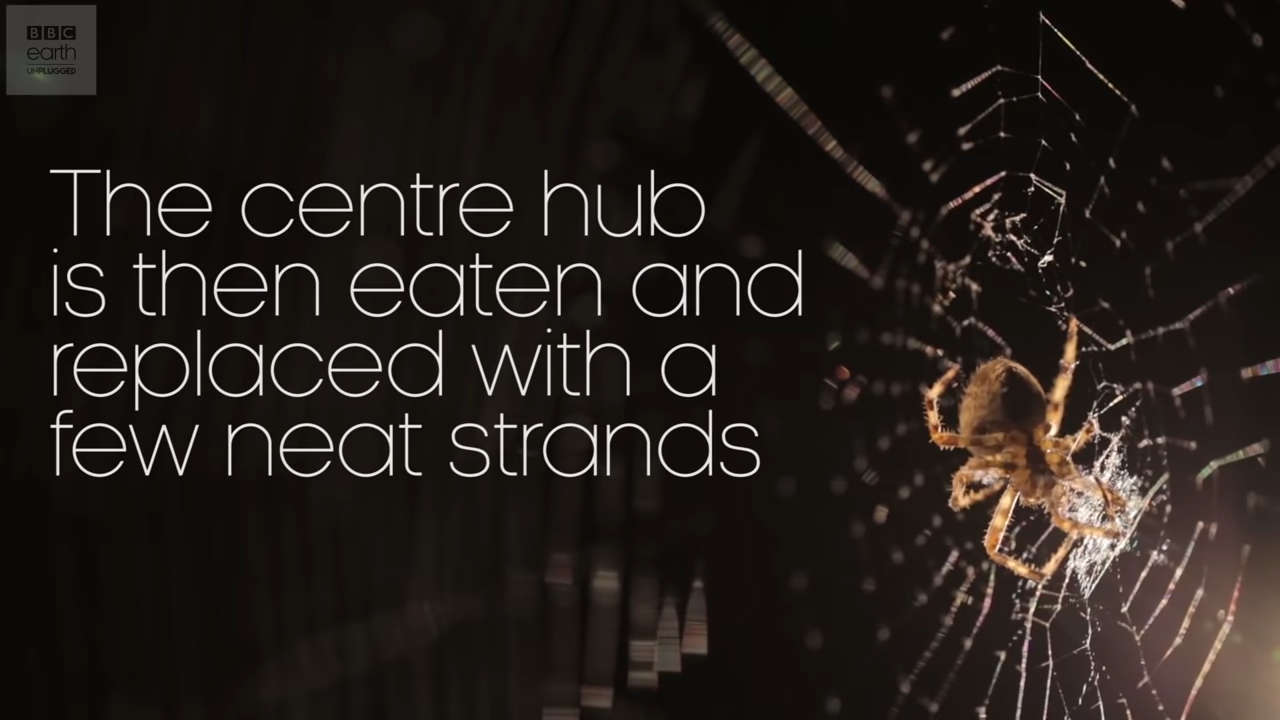 BBC
earth
UNPLUGGED
The centre hub
is then eaten and
replaced with a
few neat strands